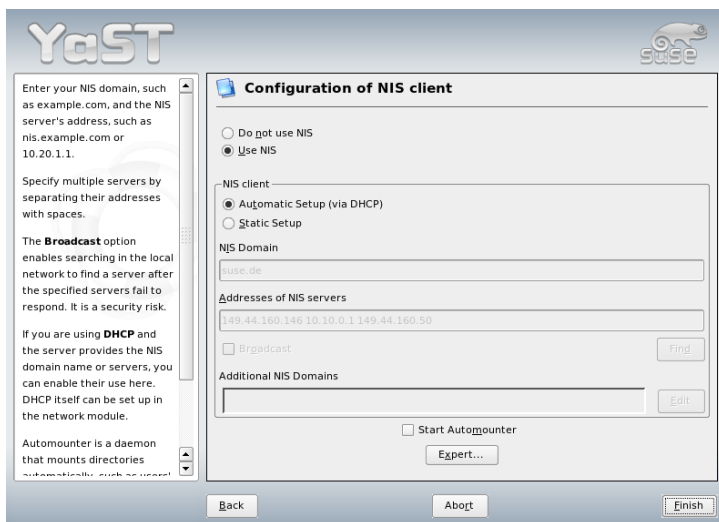 YaST
SUSE
Enter your NIS domain, such
as example.com, and the NIS
server's address, such as
nis.example.com or
10.20.1.1.
Specify multiple servers by
separating their addresses
with spaces.
The Broadcast option
enables searching in the local
network to find a server after
the specified servers fail to
respond. It is a security risk.
If you are using DHCP and
the server provides the NIS
domain name or servers, you
can enable their use here.
DHCP itself can be set up in
the network module.
Automounter is a daemon
that mounts directories
automatically, such as users'
Configuration of NIS client
Do not use NIS
Use NIS
NIS client
Automatic Setup (via DHCP)
Static Setup
NIS Domain
suse.de
Addresses of NIS servers
149.44.160.146 10.10.0.1 149.44.160.50
Broadcast
Find
Additional NIS Domains
Edit
Start Automounter
Expert...
Back
Abort
Finish